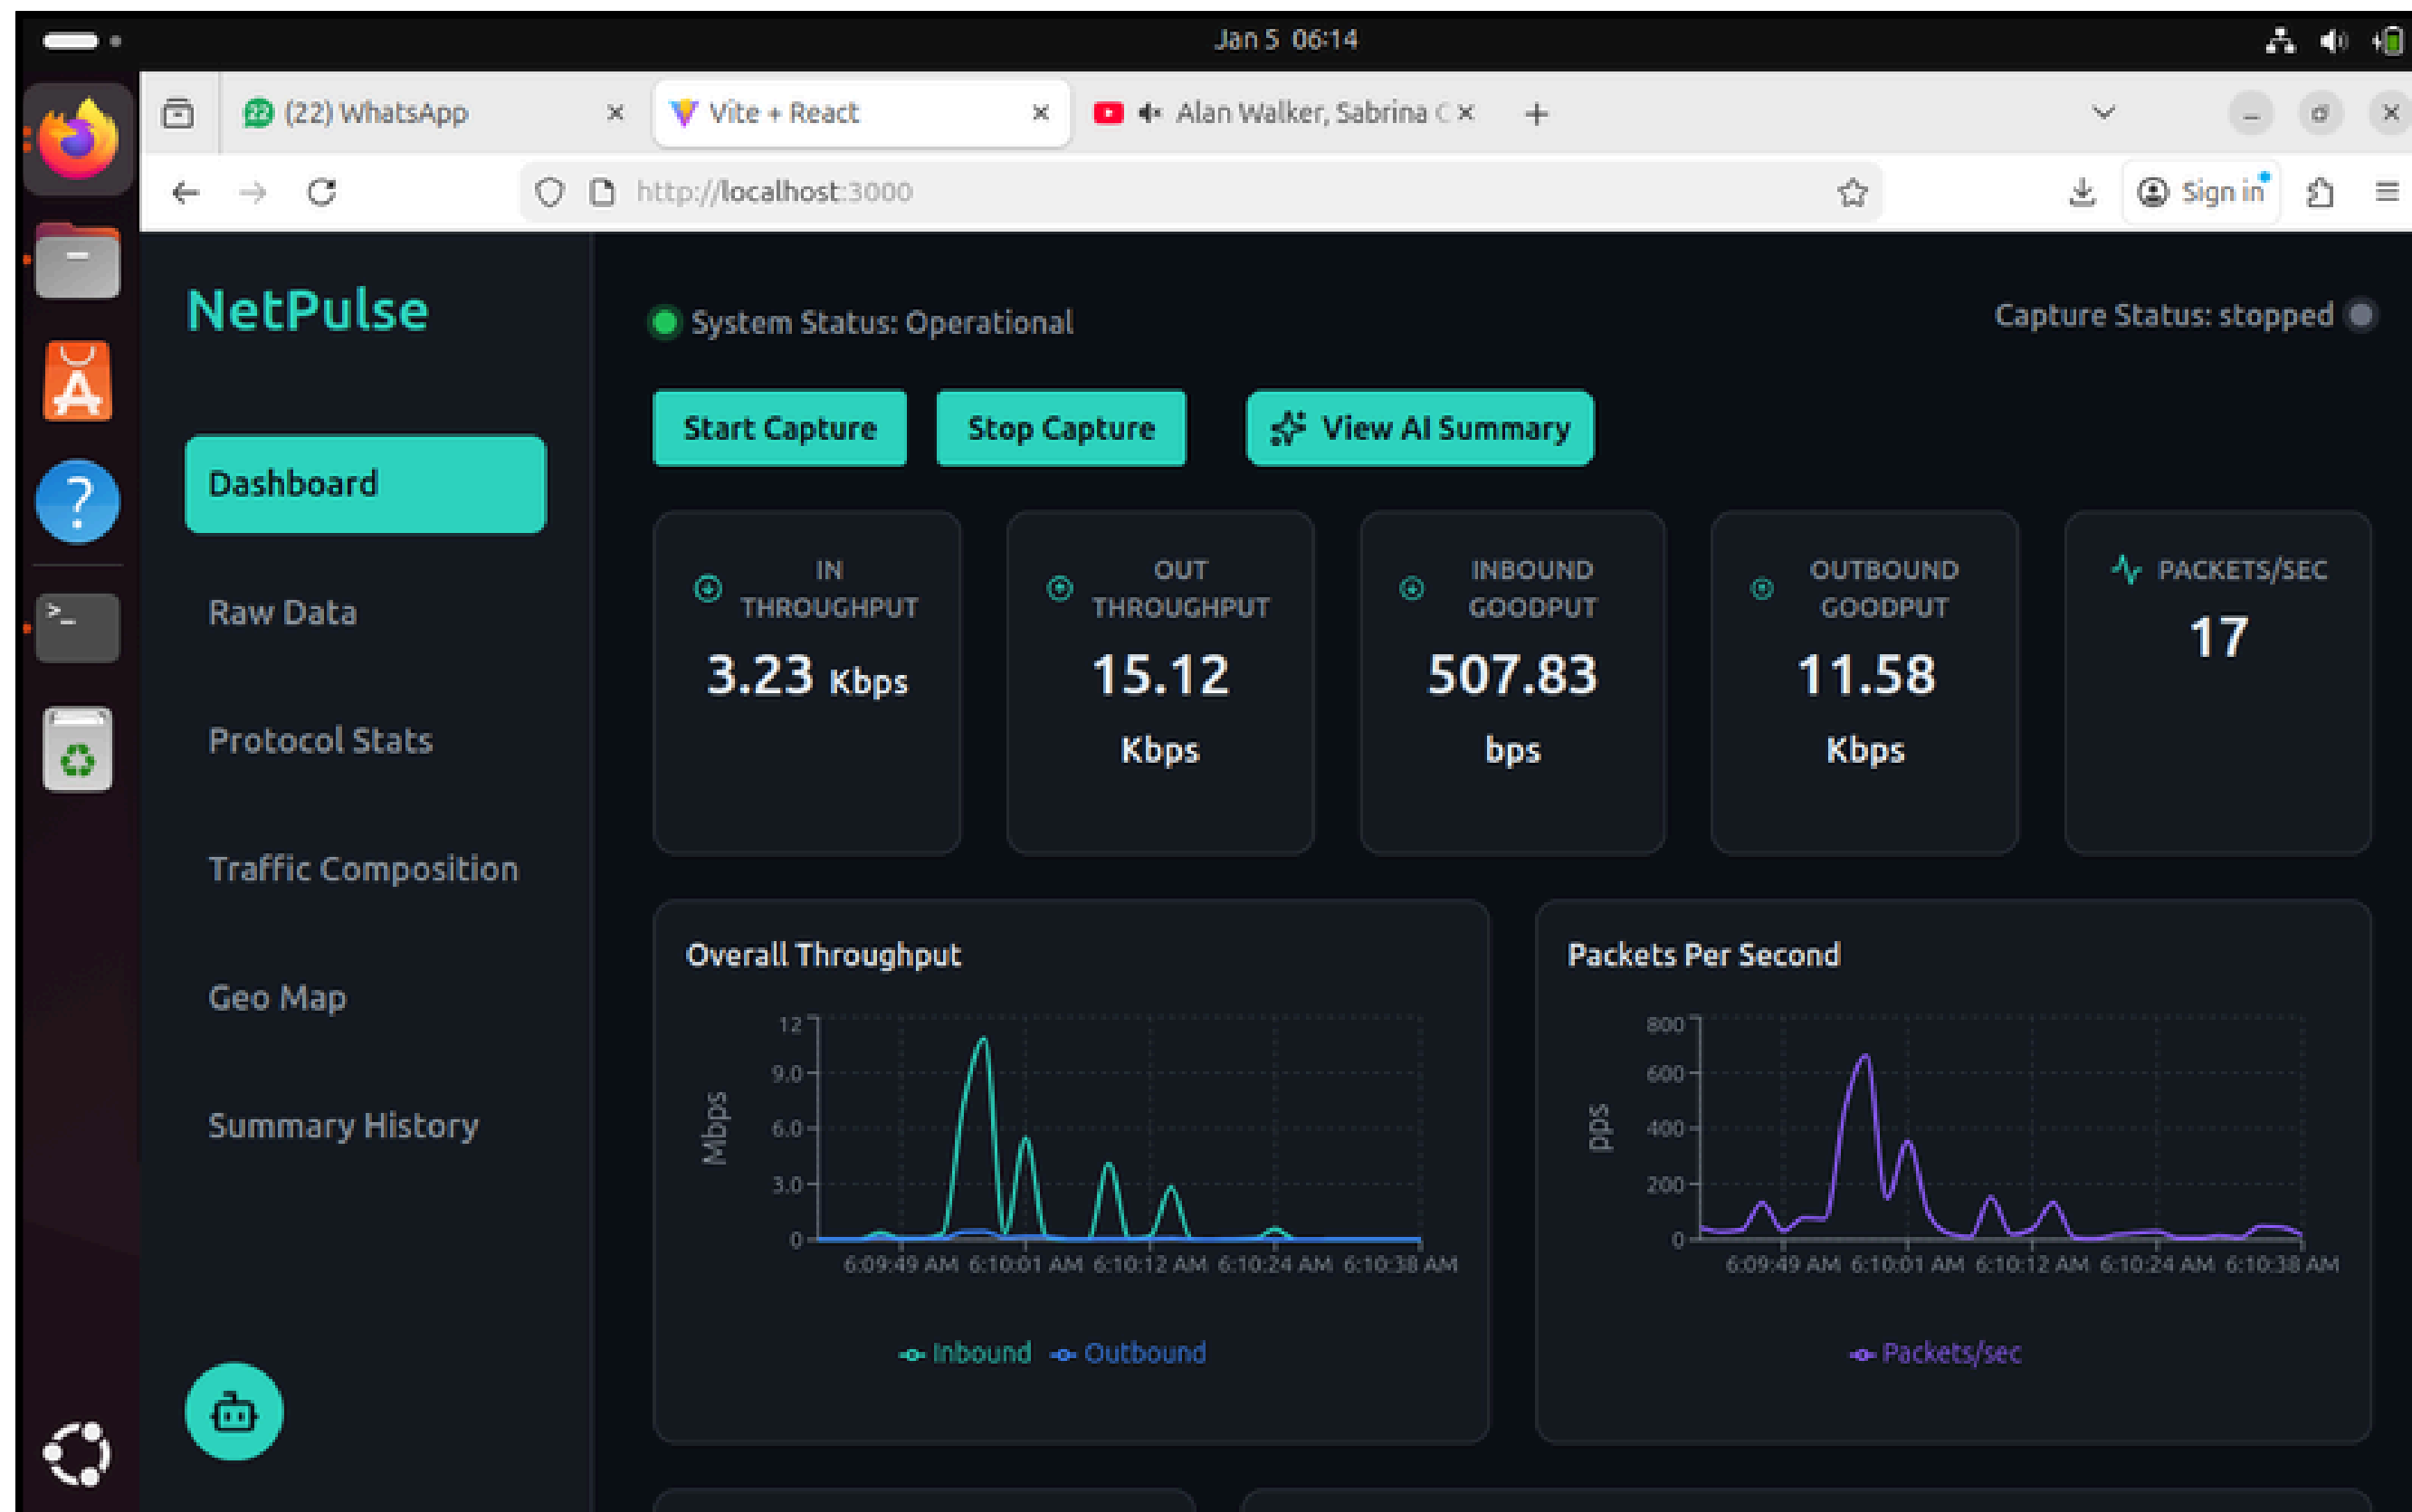 Jan 5 06:14
(22) WhatsApp
Vite + React
Alan Walker, Sabrina C
http://localhost:3000
Sign in
NetPulse
System Status: Operational
Capture Status: stopped
Start Capture
Stop Capture
View AI Summary
Dashboard
Raw Data
Protocol Stats
Traffic Composition
Geo Map
Summary History
IN
THROUGHPUT
3.23 Kbps
OUT
THROUGHPUT
15.12
Kbps
INBOUND
GOODPUT
507.83
bps
OUTBOUND
GOODPUT
11.58
Kbps
PACKETS/SEC
17
Overall Throughput
Mbps
12
9.0
6.0
3.0
0
6:09:49 AM 6:10:01 AM 6:10:12 AM 6:10:24 AM 6:10:38 AM
Inbound Outbound
Packets Per Second
pps
800
600
400
200
0
6:09:49 AM 6:10:01 AM 6:10:12 AM 6:10:24 AM 6:10:38 AM
Packets/sec